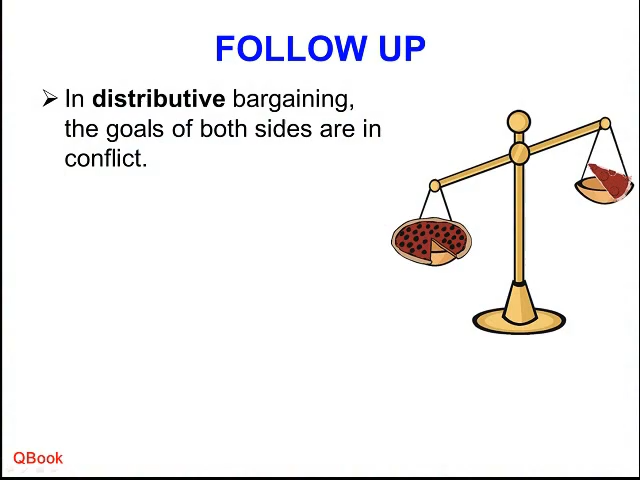 FOLLOW UP
➢ In distributive bargaining,
the goals of both sides are in
conflict.
QBook